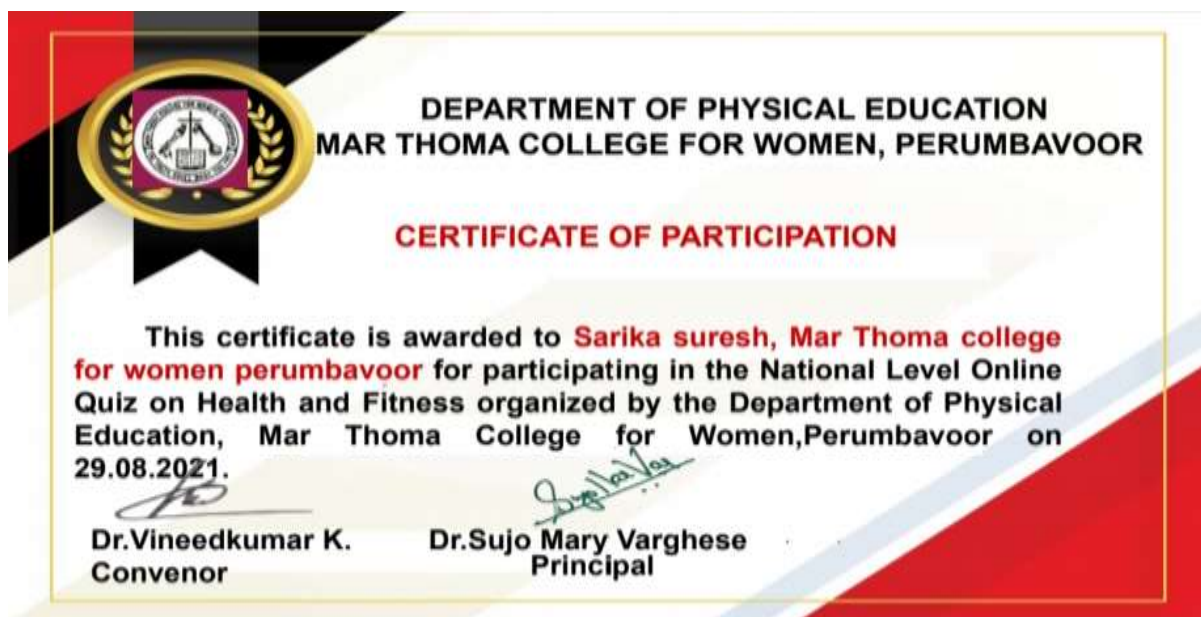 DEPARTMENT OF PHYSICAL EDUCATION
MAR THOMA COLLEGE FOR WOMEN, PERUMBAVOOR
CERTIFICATE OF PARTICIPATION
This certificate is awarded to Sarika suresh, Mar Thoma college
for women perumbavoor for participating in the National Level Online
Quiz on Health and Fitness organized by the Department of Physical
Education, Mar Thoma College for Women,Perumbavoor on
29.08.2021.
Dr.Vineedkumar K.
Convenor
Dr.Sujo Mary Varghese
Principal